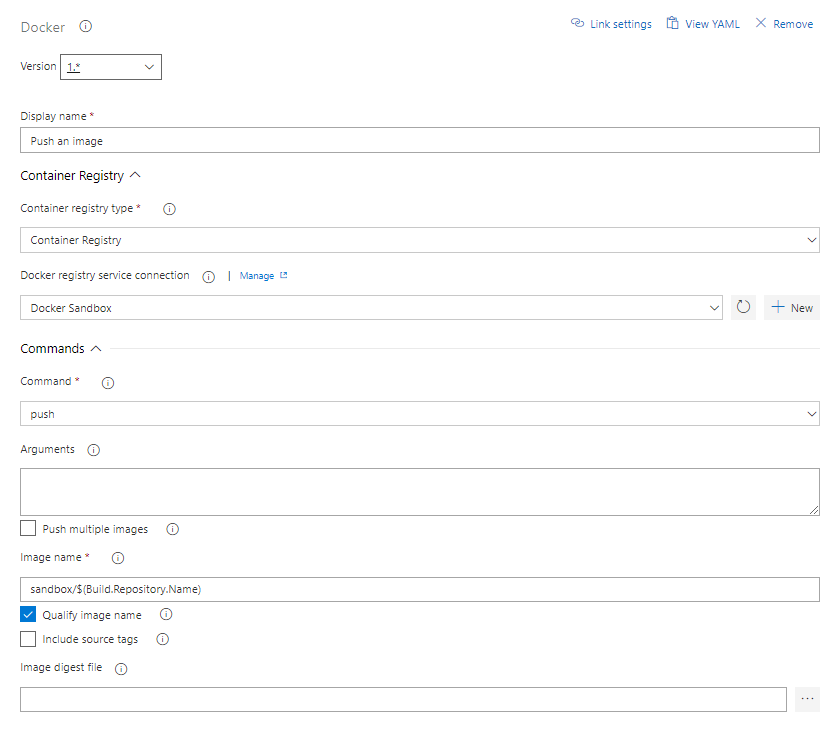 Docker
Link settings View YAML Remove
Version 1.*
Display name *
Push an image
Container Registry
Container registry type *
Container Registry
Docker registry service connection | Manage
Docker Sandbox
New
Commands
Command *
push
Arguments
Push multiple images
Image name *
sandbox/$(Build.Repository.Name)
Qualify image name
Include source tags
Image digest file
...